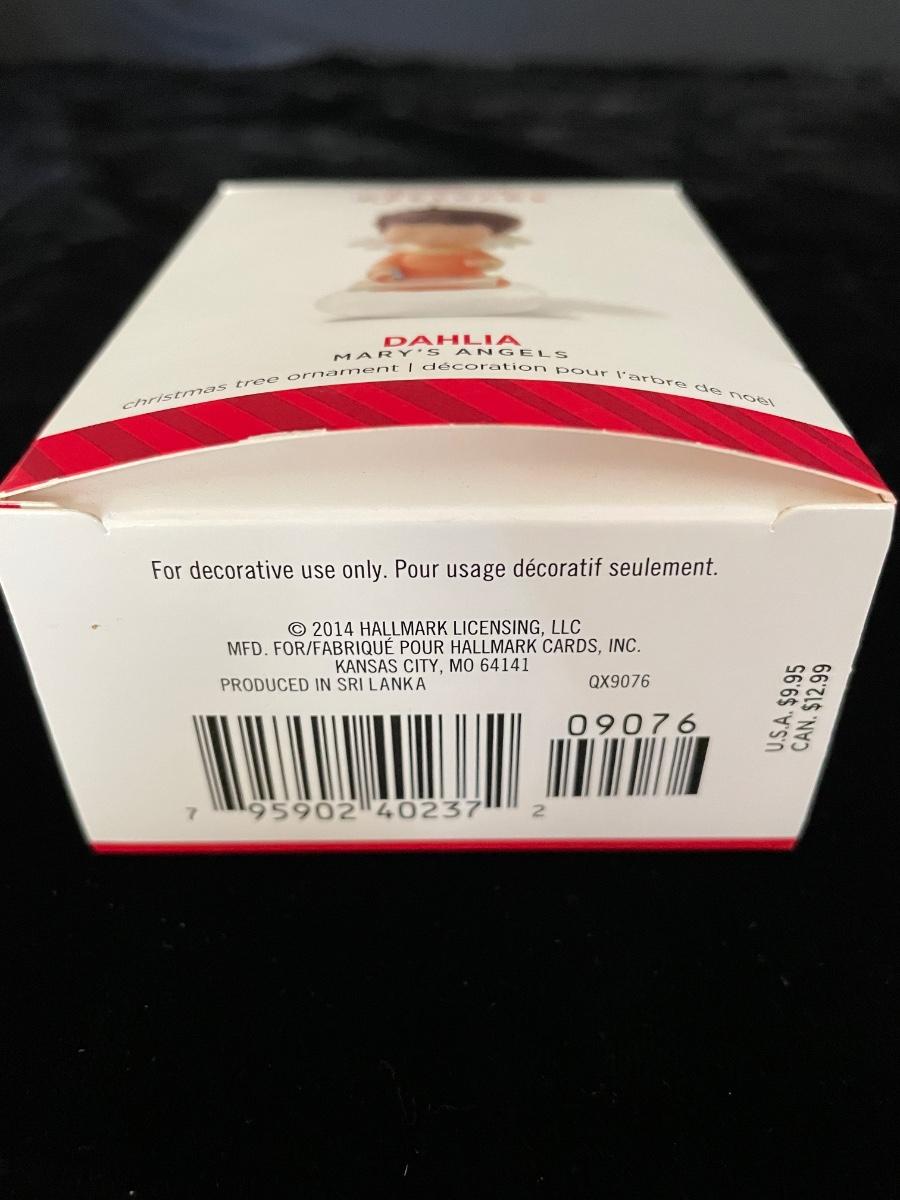 DAHLIA
MARY'S ANGELS
christmas tree ornament | décoration pour l'arbre de noël
For decorative use only. Pour usage décoratif seulement.
© 2014 HALLMARK LICENSING, LLC
MFD. FOR/FABRIQUÉ POUR HALLMARK CARDS, INC.
KANSAS CITY, MO 64141
PRODUCED IN SRI LANKA QX9076
U.S.A. $9.95
CAN. $12.99
09076
7 95902 40237 2